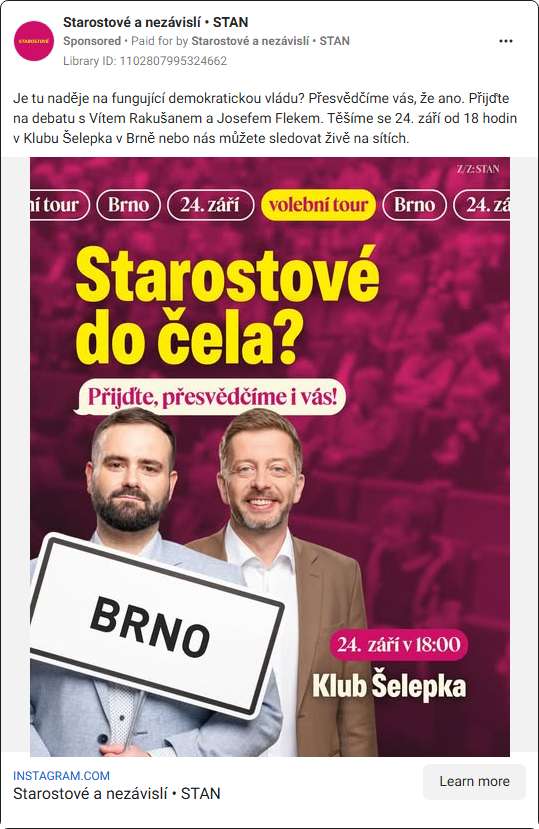 Starostové a nezávislí • STAN
Sponsored • Paid for by Starostové a nezávislí • STAN
Library ID: 1102807995324662
STAROSTOVÉ
Je tu naděje na fungující demokratickou vládu? Přesvědčíme vás, že ano. Přijďte
na debatu s Vítem Rakušanem a Josefem Flekem. Těšíme se 24. září od 18 hodin
v Klubu Šelepka v Brně nebo nás můžete sledovat živě na sítích.
Z/Z: STAN
ní tour Brno 24. září volební tour Brno 24. zá
Starostové
do čela?
Přijďte, přesvědčíme i vás!
BRNO
24. září v 18:00
Klub Šelepka
INSTAGRAM.COM
Starostové a nezávislí • STAN
Learn more